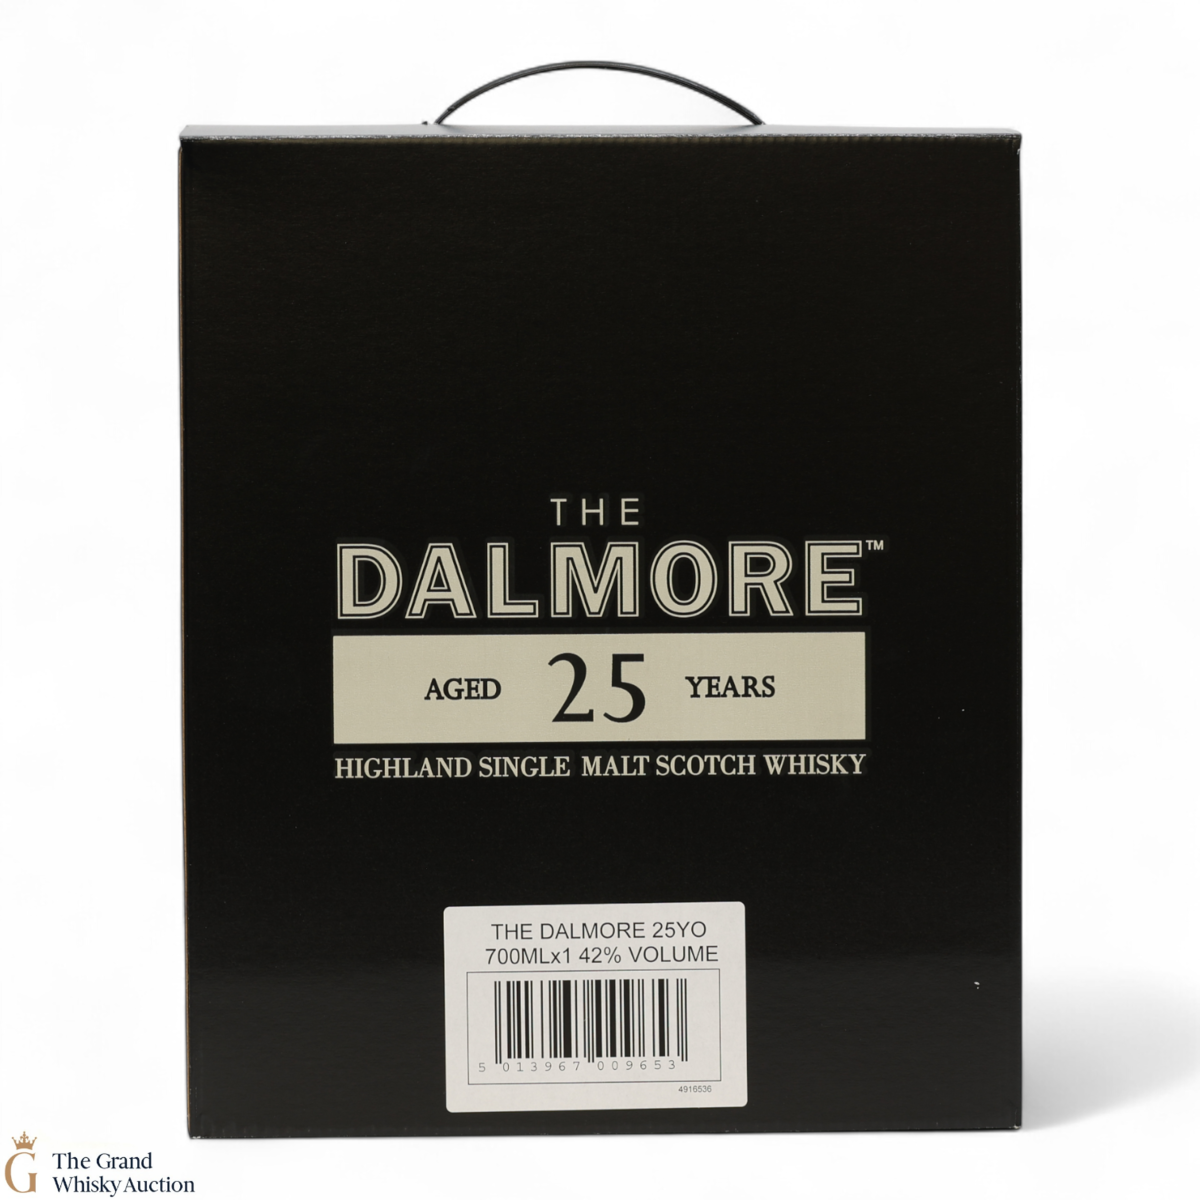 THE
DALMORE™
AGED 25 YEARS
HIGHLAND SINGLE MALT SCOTCH WHISKY
THE DALMORE 25YO
700MLx1 42% VOLUME
5 013967 009653
4916536
G The Grand
Whisky Auction